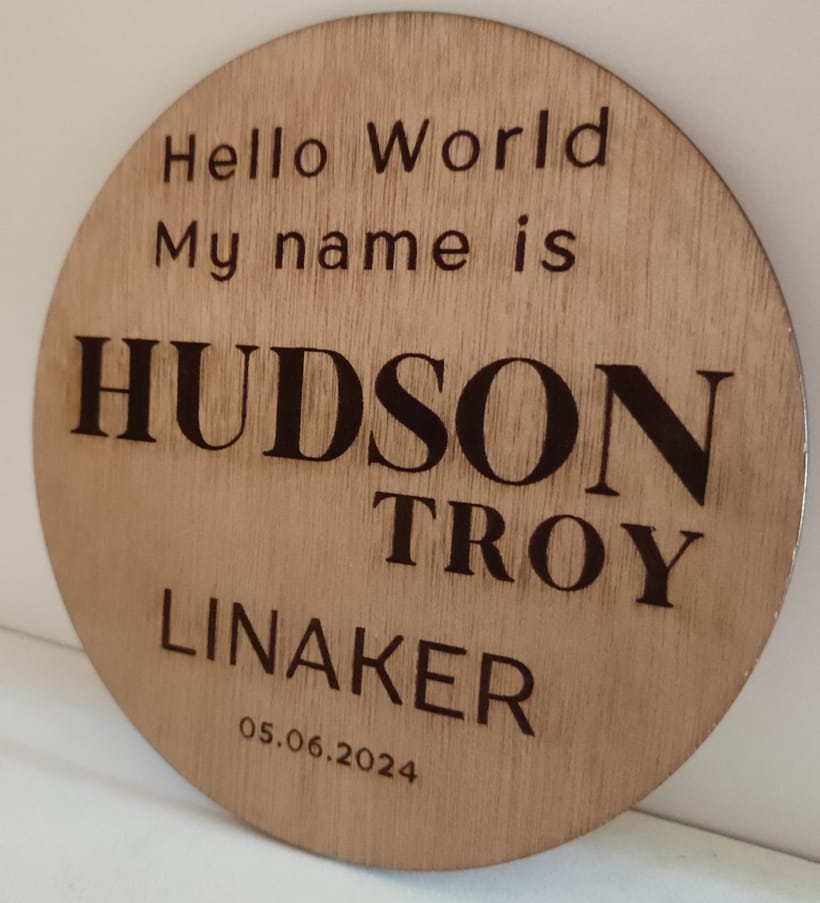 Hello World
My name is
HUDSON
TROY
LINAKER
05.06.2024